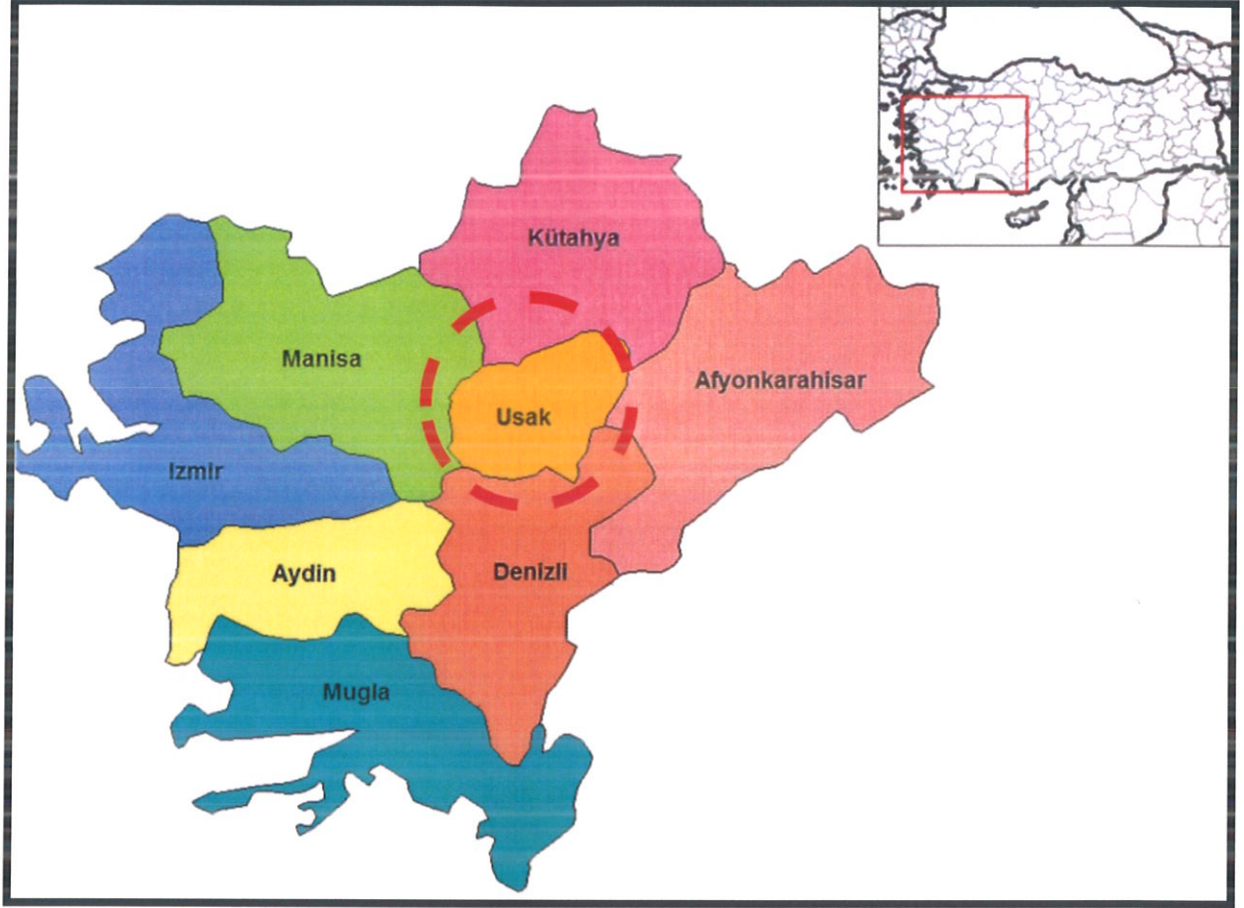 Kütahya
Manisa
Afyonkarahisar
Usak
Izmir
Aydin
Denizli
Mugla